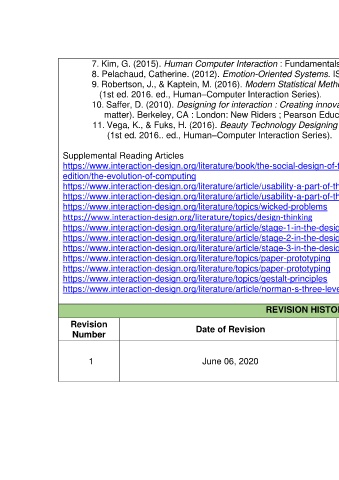 7. Kim, G. (2015). Human Computer Interaction : Fundamentals
8. Pelachaud, Catherine. (2012). Emotion-Oriented Systems. IS
9. Robertson, J., & Kaptein, M. (2016). Modern Statistical Meth
(1st ed. 2016. ed., Human–Computer Interaction Series).
10. Saffer, D. (2010). Designing for interaction : Creating innova
matter). Berkeley, CA : London: New Riders ; Pearson Educ
11. Vega, K., & Fuks, H. (2016). Beauty Technology Designing
(1st ed. 2016.. ed., Human–Computer Interaction Series).
Supplemental Reading Articles
https://www.interaction-design.org/literature/book/the-social-design-of-t
edition/the-evolution-of-computing
https://www.interaction-design.org/literature/article/usability-a-part-of-th
https://www.interaction-design.org/literature/article/usability-a-part-of-th
https://www.interaction-design.org/literature/topics/wicked-problems
https://www.interaction-design.org/literature/topics/design-thinking
https://www.interaction-design.org/literature/article/stage-1-in-the-desig
https://www.interaction-design.org/literature/article/stage-2-in-the-desig
https://www.interaction-design.org/literature/article/stage-3-in-the-desig
https://www.interaction-design.org/literature/topics/paper-prototyping
https://www.interaction-design.org/literature/topics/paper-prototyping
https://www.interaction-design.org/literature/topics/gestalt-principles
https://www.interaction-design.org/literature/article/norman-s-three-leve
REVISION HISTO
Revision
Number
Date of Revision
1
June 06, 2020